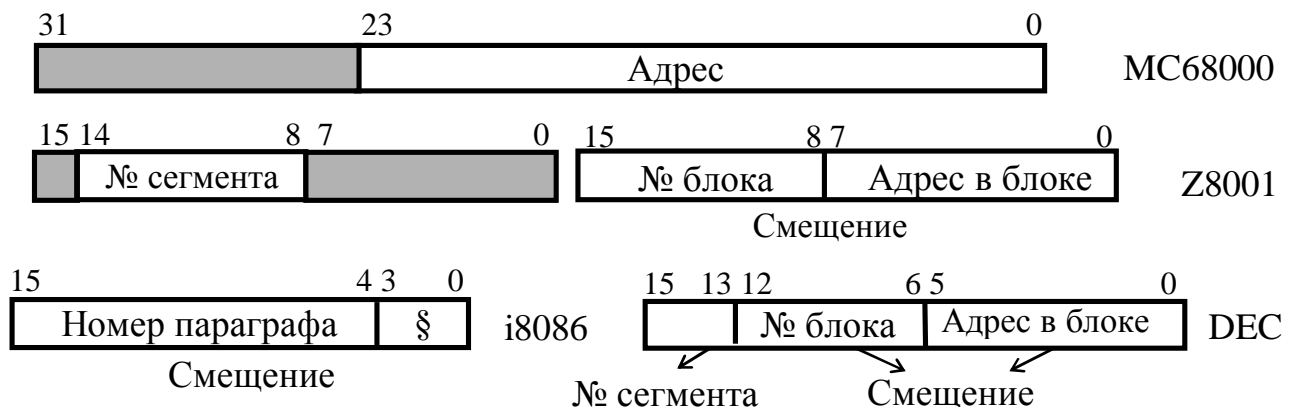 31 23 0
Адрес MC68000
15 14 8 7 0 15 8 7 0
№ сегмента № блока Адрес в блоке Z8001
Смещение
15 4 3 0 15 13 12 6 5 0
Номер параграфа § i8086 № блока Адрес в блоке DEC
Смещение
№ сегмента Смещение